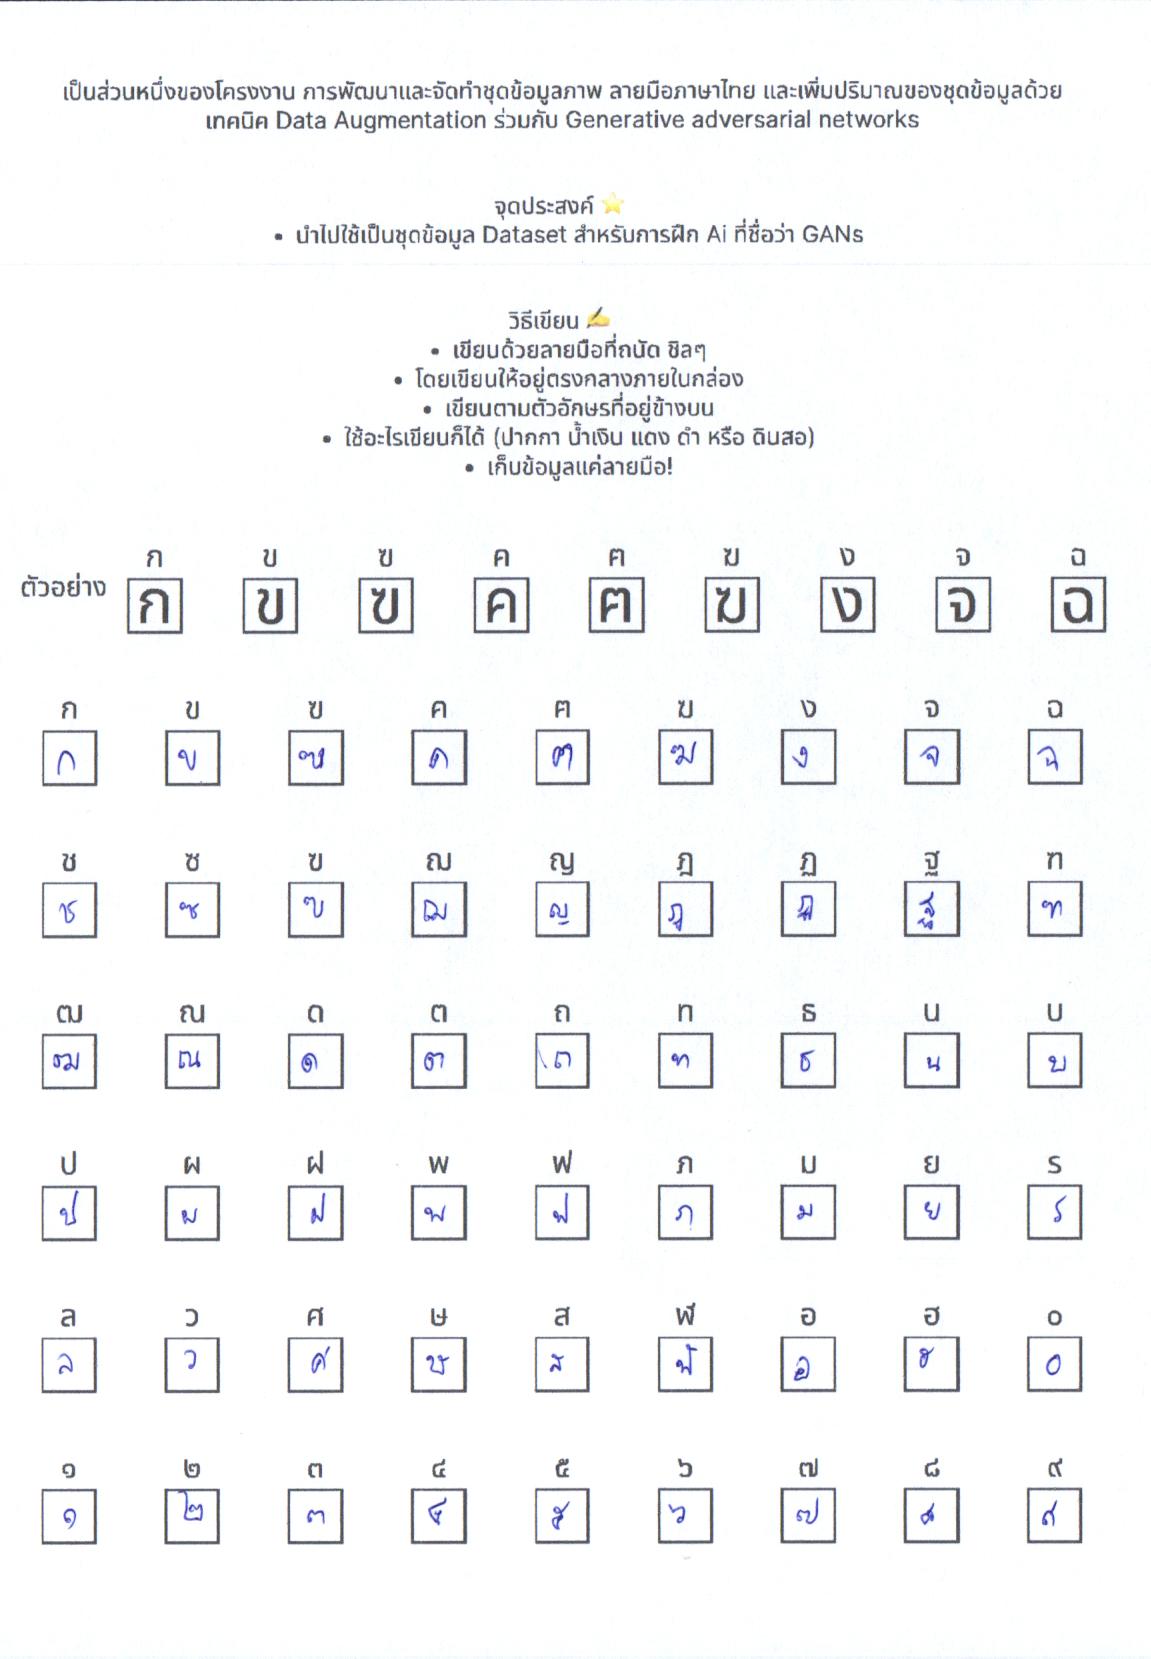 เป็นส่วนหนึ่งของโครงงาน การพัฒนาและจัดทำชุดข้อมูลภาพ ลายมือภาษาไทย และเพิ่มปริมาณของชุดข้อมูลด้วย
เทคนิค Data Augmentation ร่วมกับ Generative adversarial networks
จุดประสงค์ ⭐
• นำไปใช้เป็นชุดข้อมูล Dataset สำหรับการฝึก Ai ที่ชื่อว่า GANs
วิธีเขียน ✍
• เขียนด้วยลายมือที่ถนัด ชิลๆ
• โดยเขียนให้อยู่ตรงกลางภายในกล่อง
• เขียนตามตัวอักษรที่อยู่ข้างบน
• ใช้อะไรเขียนก็ได้ (ปากกา น้ำเงิน แดง ดำ หรือ ดินสอ)
• เก็บข้อมูลแค่ลายมือ!
ก ข ฃ ค ฅ ฆ ง จ ฉ
ตัวอย่าง ก ข ฃ ค ฅ ฆ ง จ ฉ
ก ข ฃ ค ฅ ฆ ง จ ฉ
ก ข ฃ ค ฅ ฆ ง จ ฉ
ช ซ ฃ ฌ ญ ฎ ฏ ฐ ฑ
ช ซ ฃ ฌ ญ ฎ ฏ ฐ ฑ
ฒ ณ ด ต ถ ท ธ น บ
ฒ ณ ด ต ถ ท ธ น บ
ป ผ ฝ พ ฟ ภ ม ย ร
ป ผ ฝ พ ฟ ภ ม ย ร
ล ว ศ ษ ส ฬ อ ฮ ๐
ล ว ศ ษ ส ฬ อ ฮ ๐
๑ ๒ ๓ ๔ ๕ ๖ ๗ ๘ ๙
๑ ๒ ๓ ๔ ๕ ๖ ๗ ๘ ๙